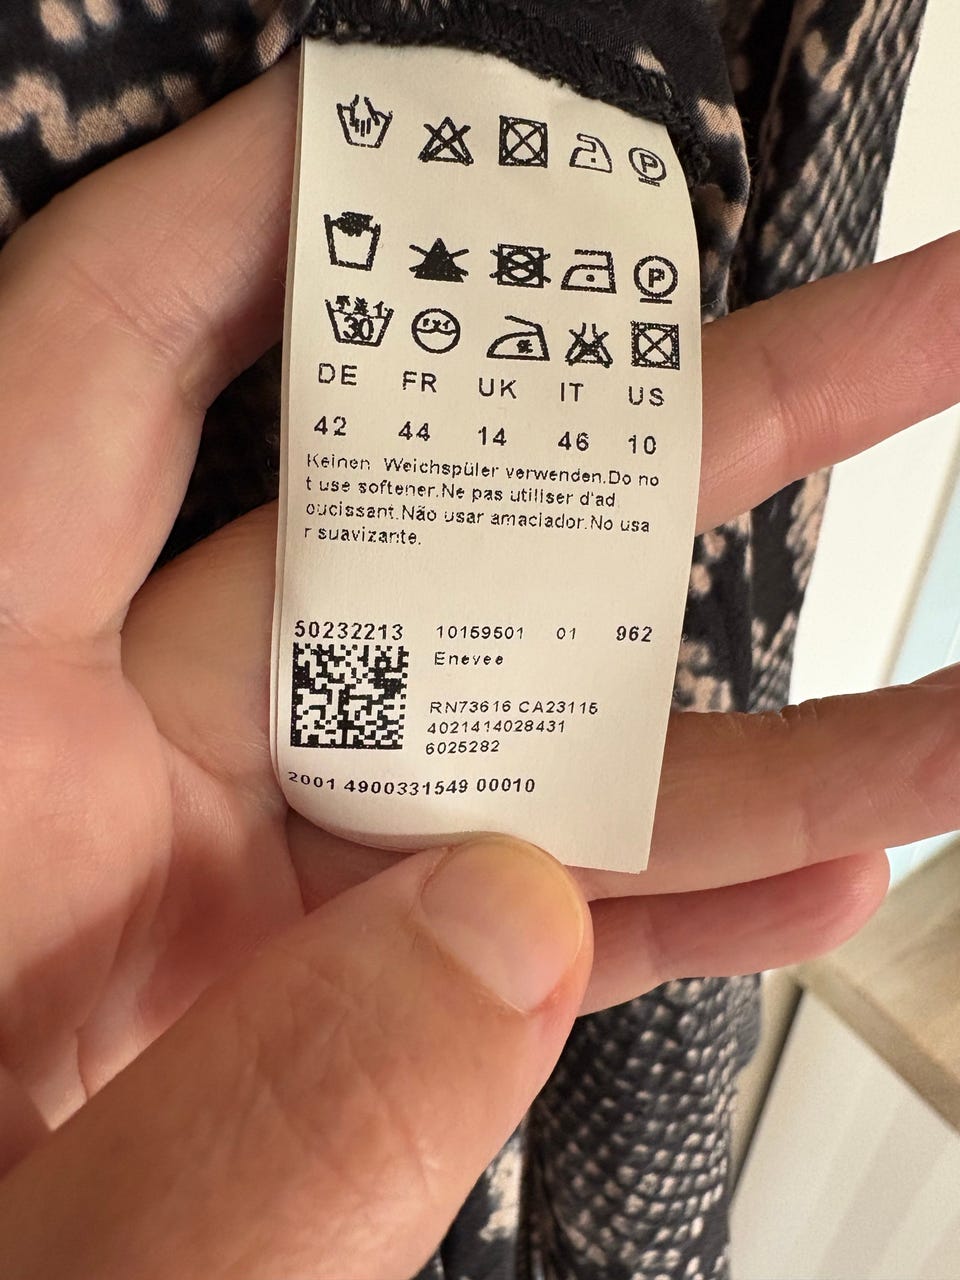 P
P
30
DE FR UK IT US
42 44 14 46 10
Keinen Weichspüler verwenden.Do no
t use softener.Ne pas utiliser d'ad
oucissant.Não usar amaciador.No usa
r suavizante.
50232213 10159501 01 962
Enevee
RN73616 CA23115
4021414028431
6025282
2001 4900331549 00010